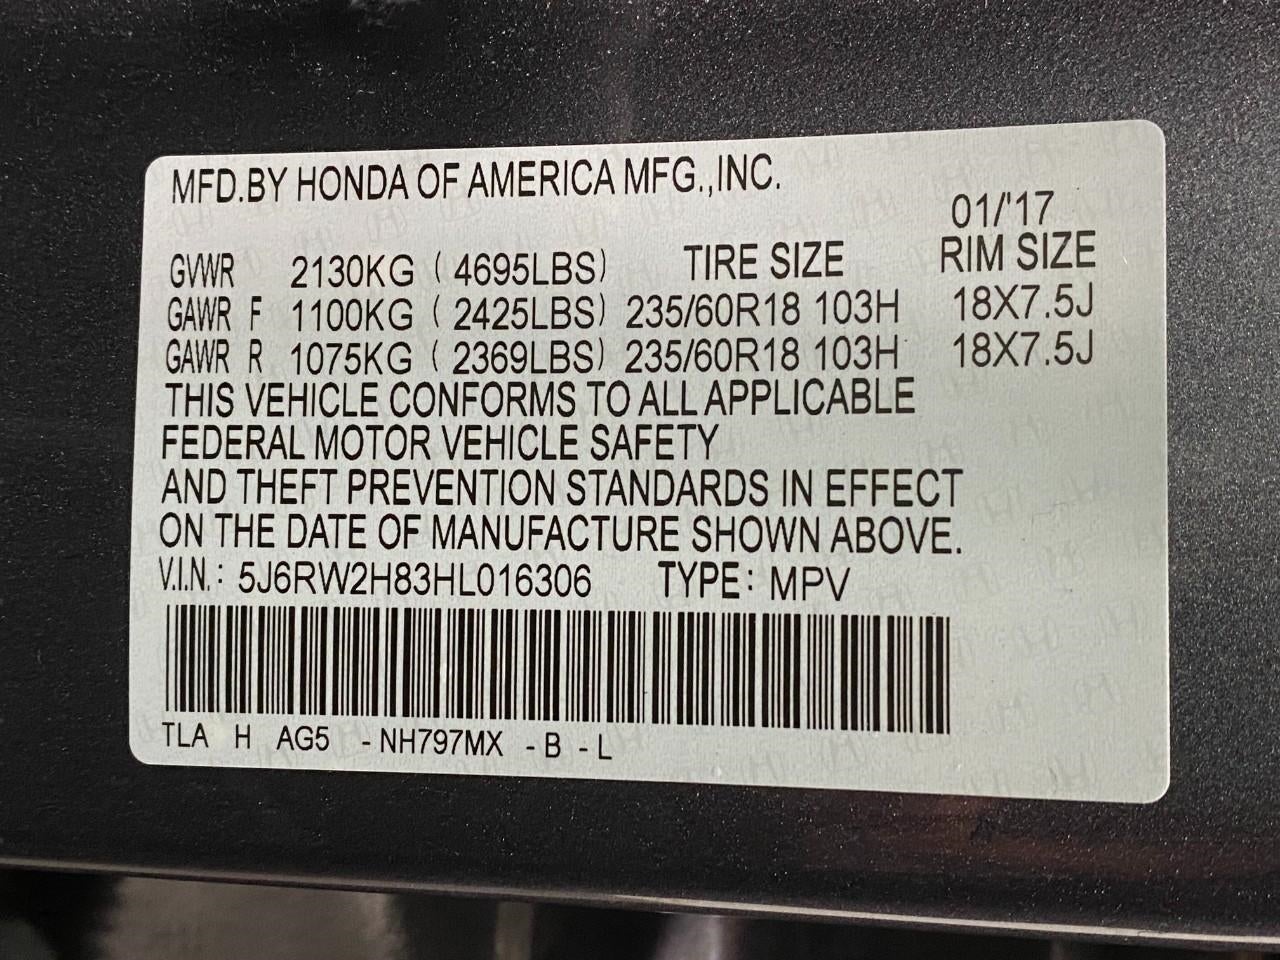 MFD.BY HONDA OF AMERICA MFG.,INC.
01/'17
GVWR 2130KG ( 4695LBS) TIRE SIZE RIM SIZE
GAWR F 1100KG ( 2425LBS) 235/60R18 103H 18X7.5J
GAWR R 1075KG ( 2369LBS) 235/60R18 103H 18X7.5J
THIS VEHICLE CONFORMS TO ALL APPLICABLE
FEDERAL MOTOR VEHICLE SAFETY
AND THEFT PREVENTION STANDARDS IN EFFECT
ON THE DATE OF MANUFACTURE SHOWN ABOVE.
V.I.N.: 5J6RW2H83HL016306 TYPE: MPV
TLA H AG5 -NH797MX -B -L